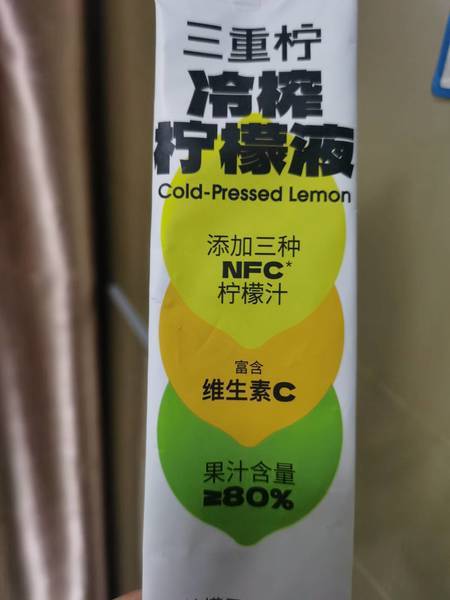 三重柠
冷榨
柠檬液
Cold-Pressed Lemon
添加三种
NFC*
柠檬汁
富含
维生素C
果汁含量
≥80%